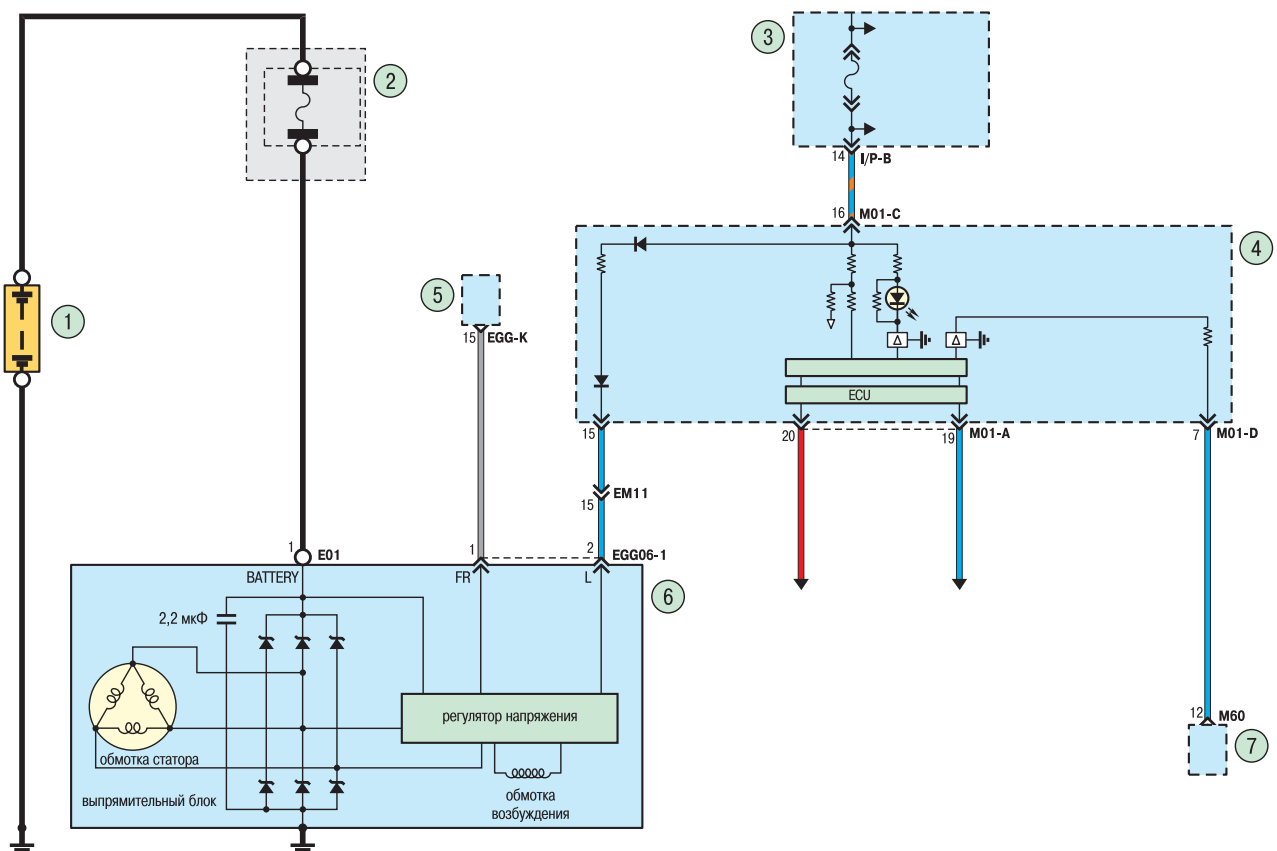 3
2
14 I/P-B
16 M01-C
4
5
1
15 EGG-K
ECU
15
20
19 M01-A
7 M01-D
EM11
15
1 E01
1
2 EGG06-1
BATTERY
FR
L
6
2,2 мкФ
12 M60
регулятор напряжения
7
обмотка статора
обмотка
возбуждения
выпрямительный блок